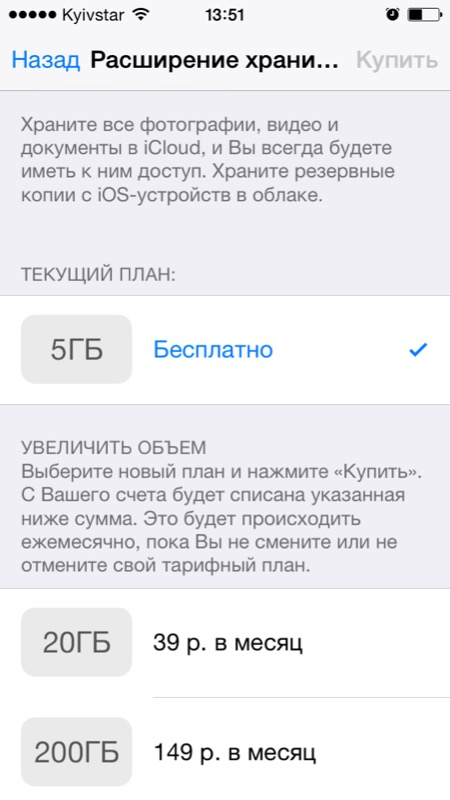 Kyivstar 13:51
Назад Расширение храни... Купить
Храните все фотографии, видео и
документы в iCloud, и Вы всегда будете
иметь к ним доступ. Храните резервные
копии с iOS-устройств в облаке.
ТЕКУЩИЙ ПЛАН:
5ГБ Бесплатно
УВЕЛИЧИТЬ ОБЪЕМ
Выберите новый план и нажмите «Купить».
С Вашего счета будет списана указанная
ниже сумма. Это будет происходить
ежемесячно, пока Вы не смените или не
отмените свой тарифный план.
20ГБ 39 р. в месяц
200ГБ 149 р. в месяц